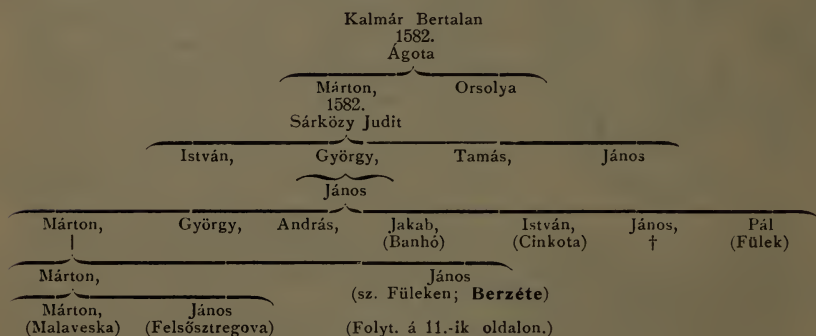 Kalmár Bertalan
1582.
Ágota
Márton, Orsolya
1582.
Sárközy Judit
István, György, Tamás, János
János
Márton, György, András, Jakab, István, János, Pál
(Banhó) (Cinkota) † (Fülek)
Márton, János
(sz. Füleken; Berzéte)
Márton, János
(Malaveska) (Felsősztregova) (Folyt. á 11.-ik oldalon.)